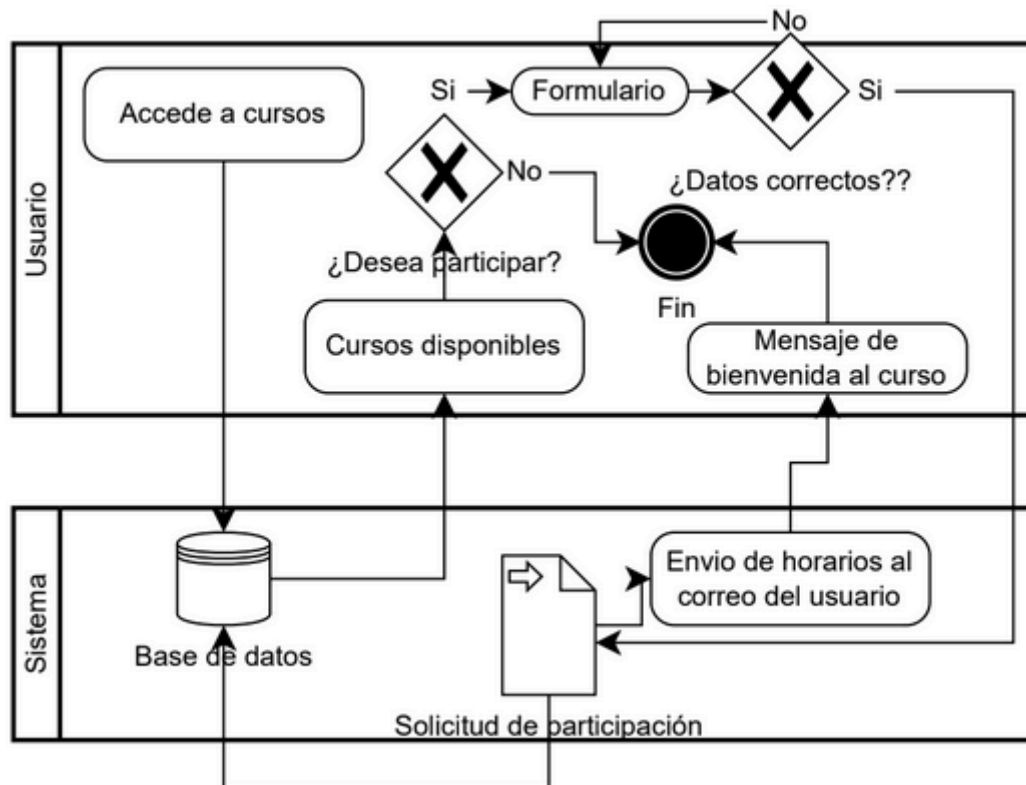 No
Usuario
Accede a cursos
Si
Formulario
Si
No
¿Datos correctos??
¿Desea participar?
Fin
Cursos disponibles
Mensaje de
bienvenida al curso
Sistema
Base de datos
Envio de horarios al
correo del usuario
Solicitud de participación